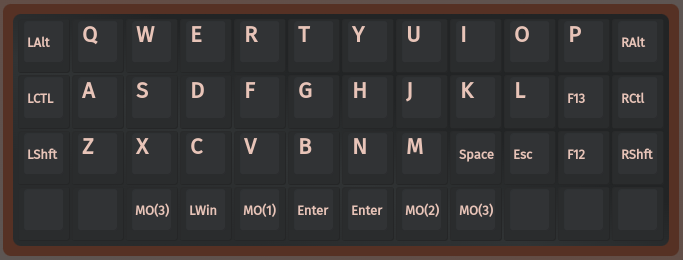 LAlt Q W E R T Y U I O P RAlt
LCTL A S D F G H J K L F13 RCtl
LShft Z X C V B N M Space Esc F12 RShft
MO(3) LWin MO(1) Enter Enter MO(2) MO(3)